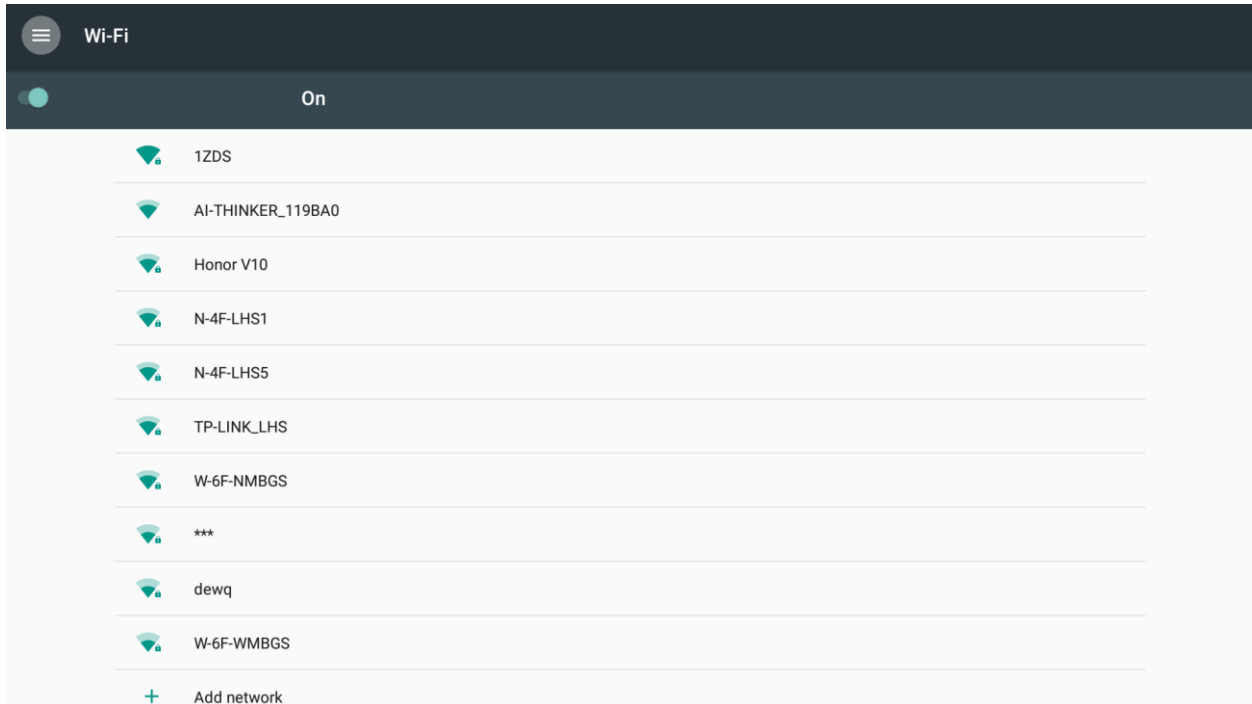 Wi-Fi
On
1ZDS
AI-THINKER_119BA0
Honor V10
N-4F-LHS1
N-4F-LHS5
TP-LINK_LHS
W-6F-NMBGS
***
dewq
W-6F-WMBGS
Add network